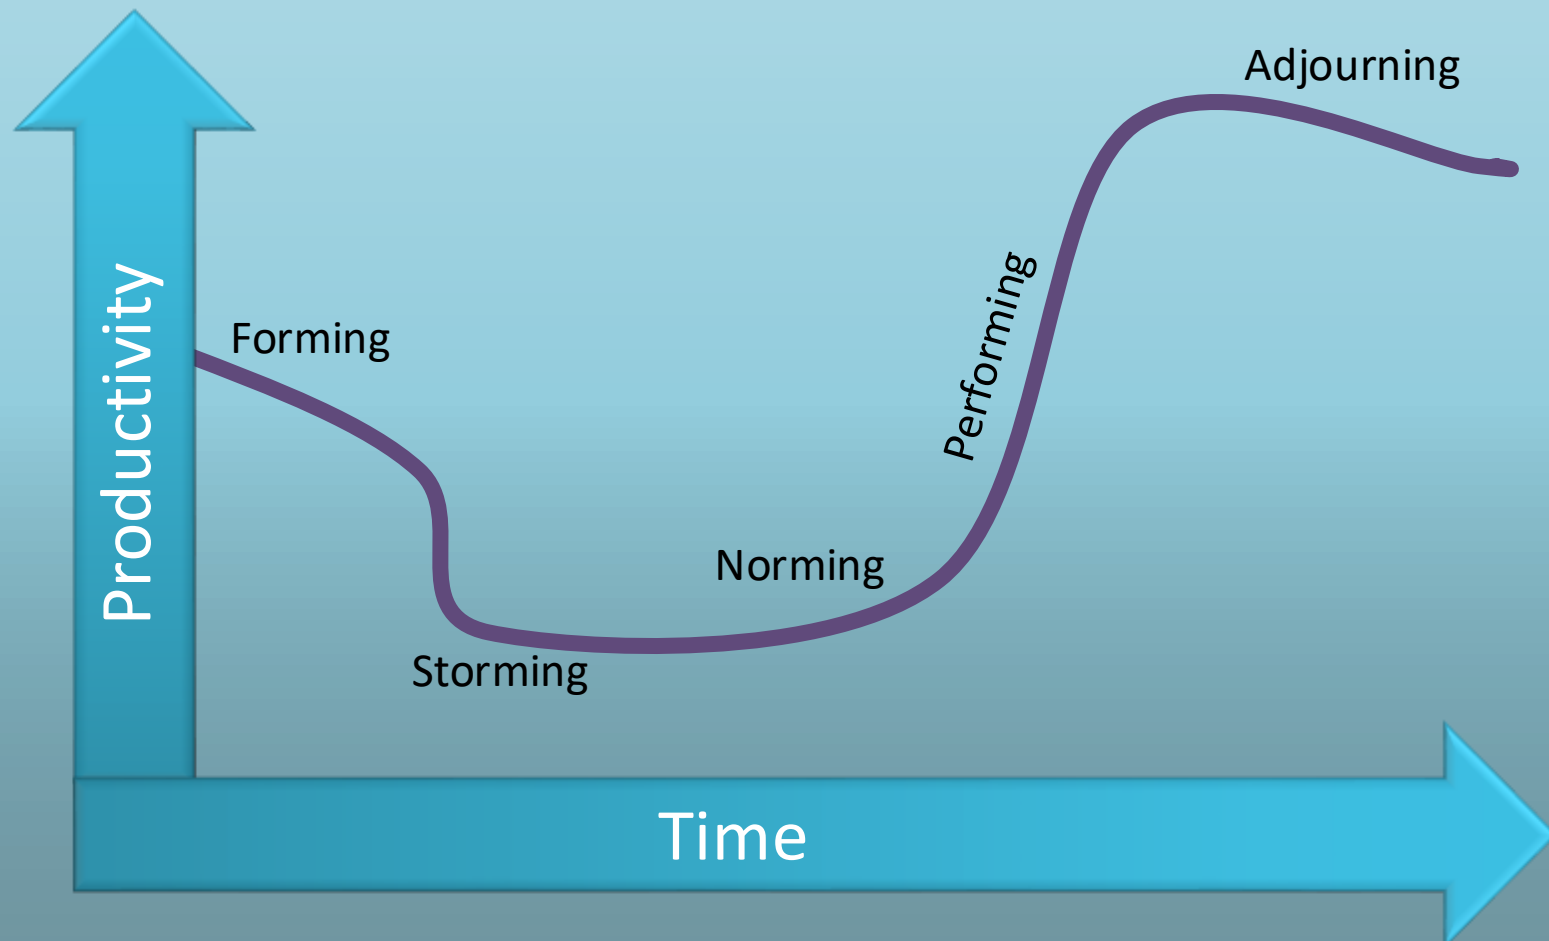 Adjourning
Productivity
Forming
Performing
Norming
Storming
Time